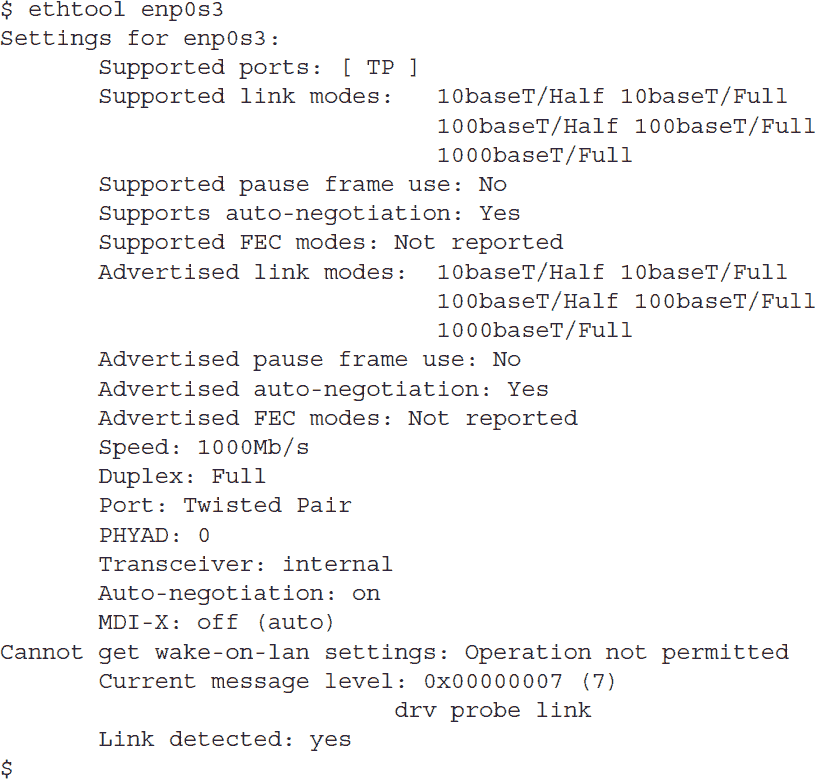 $ ethtool enp0s3
Settings for enp0s3:
        Supported ports: [ TP ]
        Supported link modes:   10baseT/Half 10baseT/Full
                                100baseT/Half 100baseT/Full
                                1000baseT/Full
        Supported pause frame use: No
        Supports auto-negotiation: Yes
        Supported FEC modes: Not reported
        Advertised link modes:  10baseT/Half 10baseT/Full
                                100baseT/Half 100baseT/Full
                                1000baseT/Full
        Advertised pause frame use: No
        Advertised auto-negotiation: Yes
        Advertised FEC modes: Not reported
        Speed: 1000Mb/s
        Duplex: Full
        Port: Twisted Pair
        PHYAD: 0
        Transceiver: internal
        Auto-negotiation: on
        MDI-X: off (auto)
Cannot get wake-on-lan settings: Operation not permitted
        Current message level: 0x00000007 (7)
                               drv probe link
        Link detected: yes
$